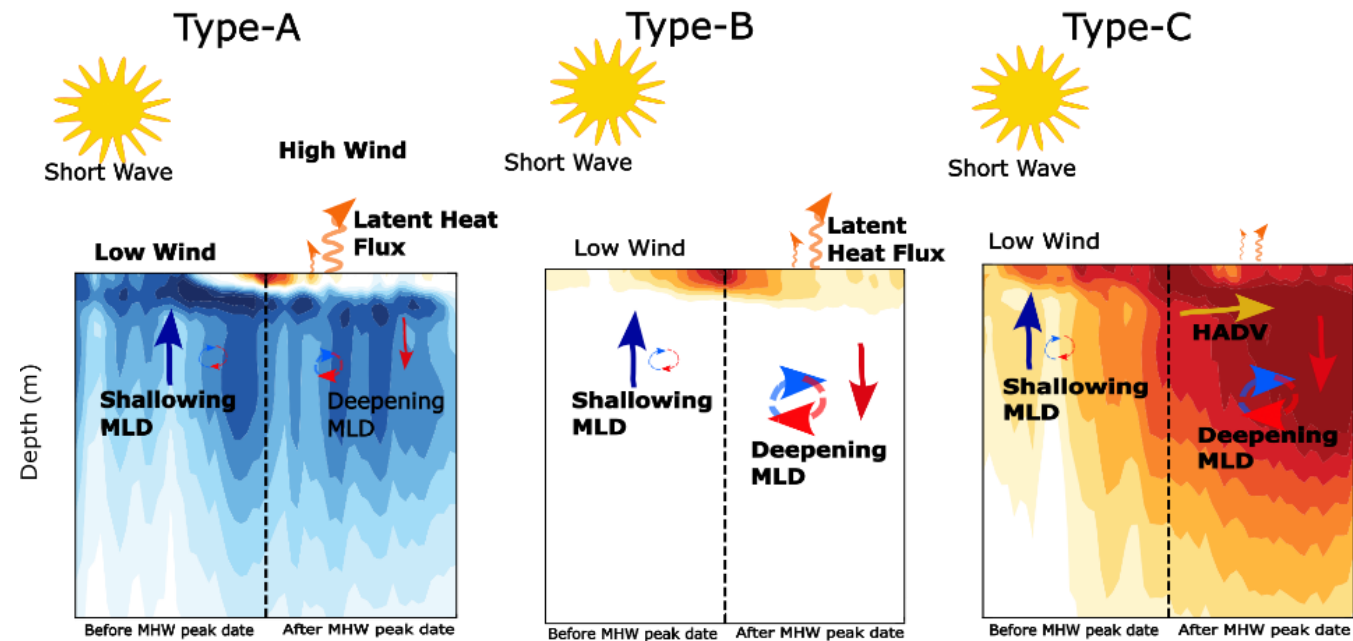 Type-A
Type-B
Type-C
Short Wave
High Wind
Latent Heat
Flux
Low Wind
Shallowing
MLD
Deepening
MLD
Depth (m)
Before MHW peak date
After MHW peak date
Short Wave
Low Wind
Latent
Heat Flux
Shallowing
MLD
Deepening
MLD
Before MHW peak date
After MHW peak date
Short Wave
Low Wind
HADV
Shallowing
MLD
Deepening
MLD
Before MHW peak date
After MHW peak date